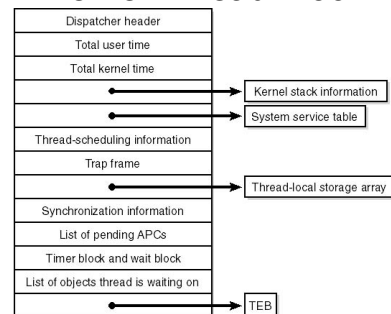 Dispatcher header
Total user time
Total kernel time
Kernel stack information
System service table
Thread-scheduling information
Trap frame
Thread-local storage array
Synchronization information
List of pending APCs
Timer block and wait block
List of objects thread is waiting on
TEB